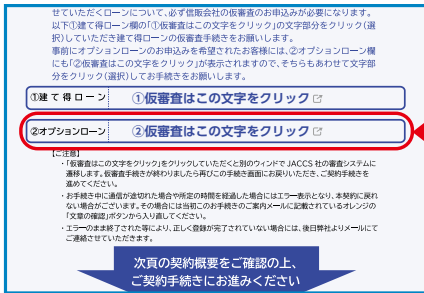 せていただくローンについて、必ず信販会社の仮審査のお申込みが必要になります。
以下①建て得ローン欄の「①仮審査はこの文字をクリック」の文字部分をクリック（選
択）していただき建て得ローンの仮審査手続きをお願いします。
事前にオプションローンのお申込みを希望されたお客様には、②オプションローン欄
にも「②仮審査はこの文字をクリック」が表示されますので、そちらもあわせて文字部
分をクリック（選択）してお手続きをお願いします。
①建て得ローン ①仮審査はこの文字をクリック
②オプションローン ②仮審査はこの文字をクリック
【ご注意】
・「仮審査はこの文字をクリック」をクリックしていただくと別のウィンドで JACCS 社の審査システムに
遷移します。仮審査手続きが終わりましたら再びこの手続き画面にお戻りいただき、ご契約手続きを
進めてください。
・お手続き中に通信が途切れた場合や所定の時間を経過した場合にはエラー表示となり、本契約に戻れ
ない場合がございます。その場合には当初このお手続きのご案内メールに記載されているオレンジの
「文章の確認」ボタンから入り直してください。
・エラーのまま終了された等により、正しく登録が完了されていない場合には、後日弊社よりメールにて
ご連絡させていただきます。
次頁の契約概要をご確認の上、
ご契約手続きにお進みください